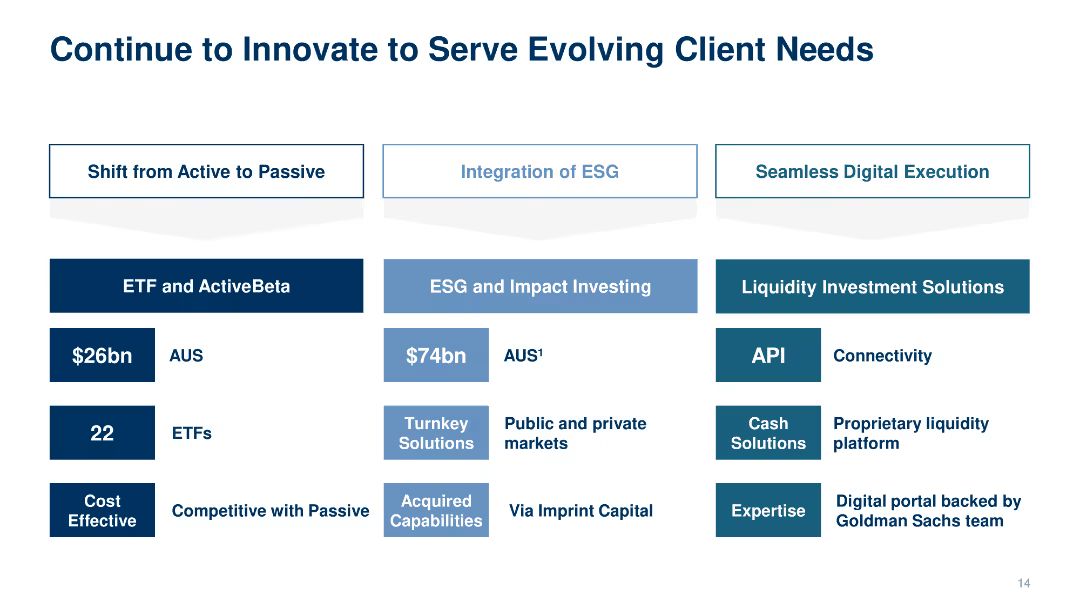 Continue to Innovate to Serve Evolving Client Needs
Shift from Active to Passive
Integration of ESG
Seamless Digital Execution
ETF and ActiveBeta
ESG and Impact Investing
Liquidity Investment Solutions
$26bn
AUS
$74bn
AUS¹
API
Connectivity
22
ETFs
Turnkey
Solutions
Public and private
markets
Cash
Solutions
Proprietary liquidity
platform
Cost
Effective
Competitive with Passive
Acquired
Capabilities
Via Imprint Capital
Expertise
Digital portal backed by
Goldman Sachs team
14